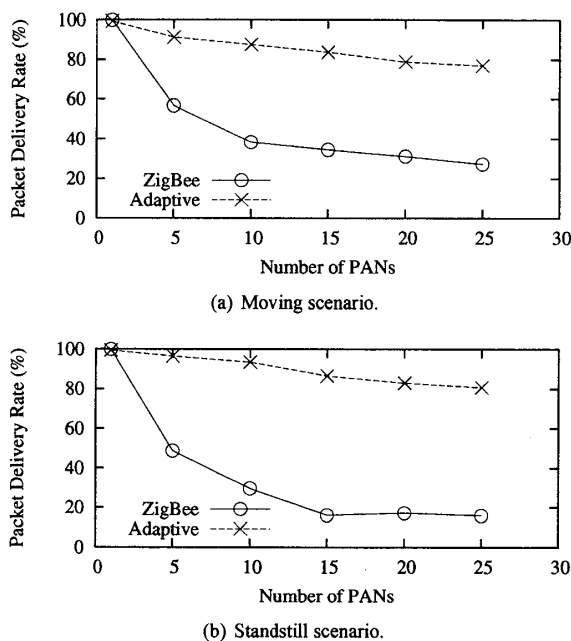 Packet Delivery Rate (%)
100
80
60
40
20
0
ZigBee
Adaptive
0 5 10 15 20 25 30
Number of PANs
(a) Moving scenario.
Packet Delivery Rate (%)
100
80
60
40
20
0
ZigBee
Adaptive
0 5 10 15 20 25 30
Number of PANs
(b) Standstill scenario.